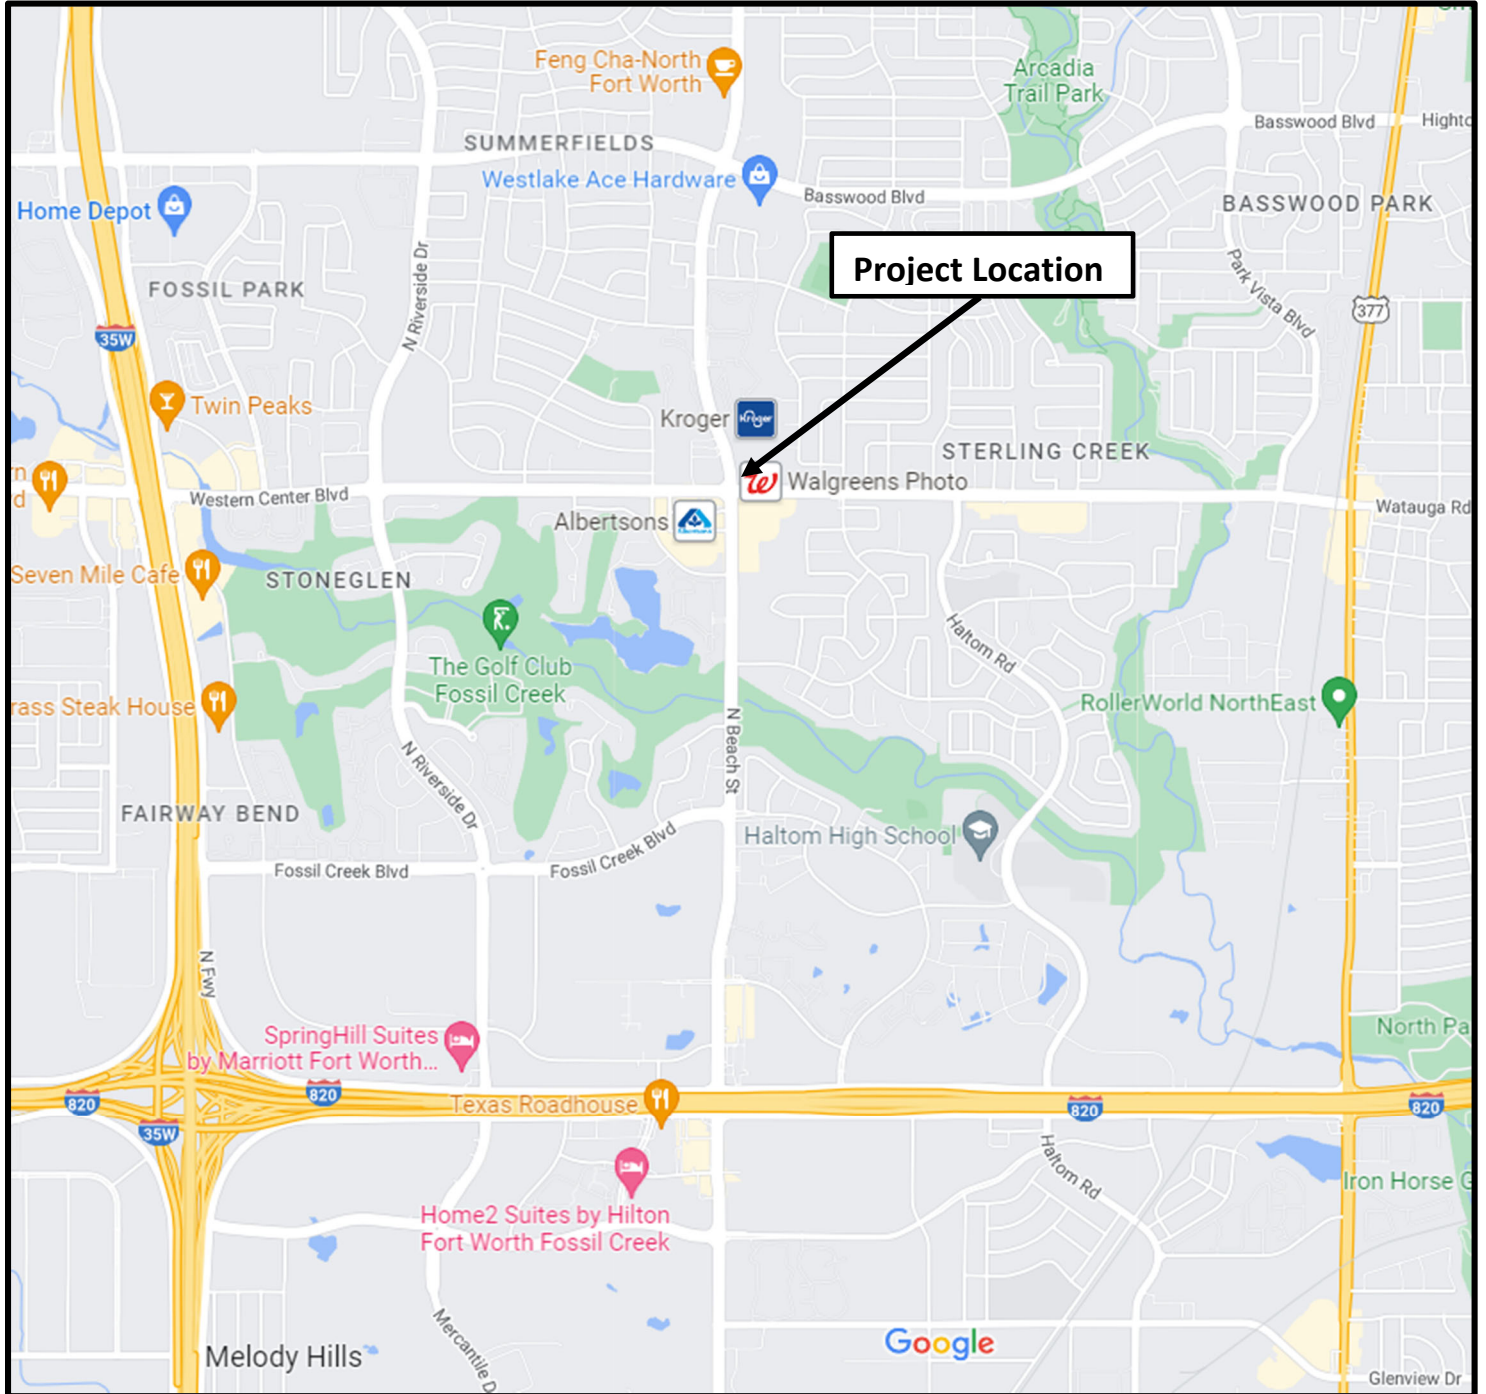 Feng Cha-North
Fort Worth
Arcadia
Trail Park
Basswood Blvd
SUMMERFIELDS
Westlake Ace Hardware
Basswood Blvd
BASSWOOD PARK
Home Depot
N Riverside Dr
Project Location
Park Vista Blvd
FOSSIL PARK
377
35W
Twin Peaks
Kroger
Kroger
STERLING CREEK
Walgreens Photo
Western Center Blvd
Albertsons
Watauga Rd
Seven Mile Cafe
STONEGLEN
Haltom Rd
The Golf Club
Fossil Creek
RollerWorld NorthEast
rass Steak House
N Beach St
N Riverside Dr
FAIRWAY BEND
Haltom High School
Fossil Creek Blvd
Fossil Creek Blvd
N Fwy
SpringHill Suites
by Marriott Fort Worth...
North Pa
820
820
Texas Roadhouse
820
820
35W
Haltom Rd
Iron Horse
Home2 Suites by Hilton
Fort Worth Fossil Creek
Mercantile D
Google
Melody Hills
Glenview Dr